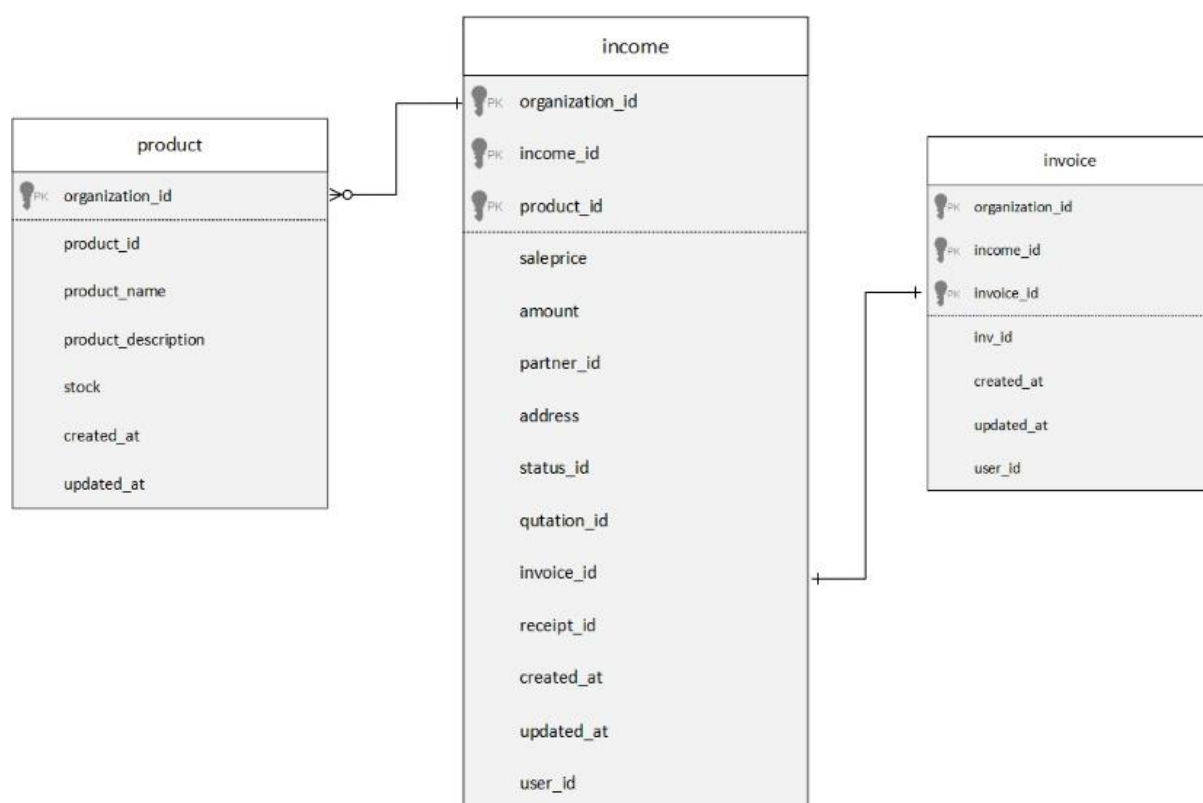 product
PK organization_id
product_id
product_name
product_description
stock
created_at
updated_at
income
PK organization_id
PK income_id
PK product_id
saleprice
amount
partner_id
address
status_id
qutation_id
invoice_id
receipt_id
created_at
updated_at
user_id
invoice
PK organization_id
PK income_id
PK invoice_id
inv_id
created_at
updated_at
user_id